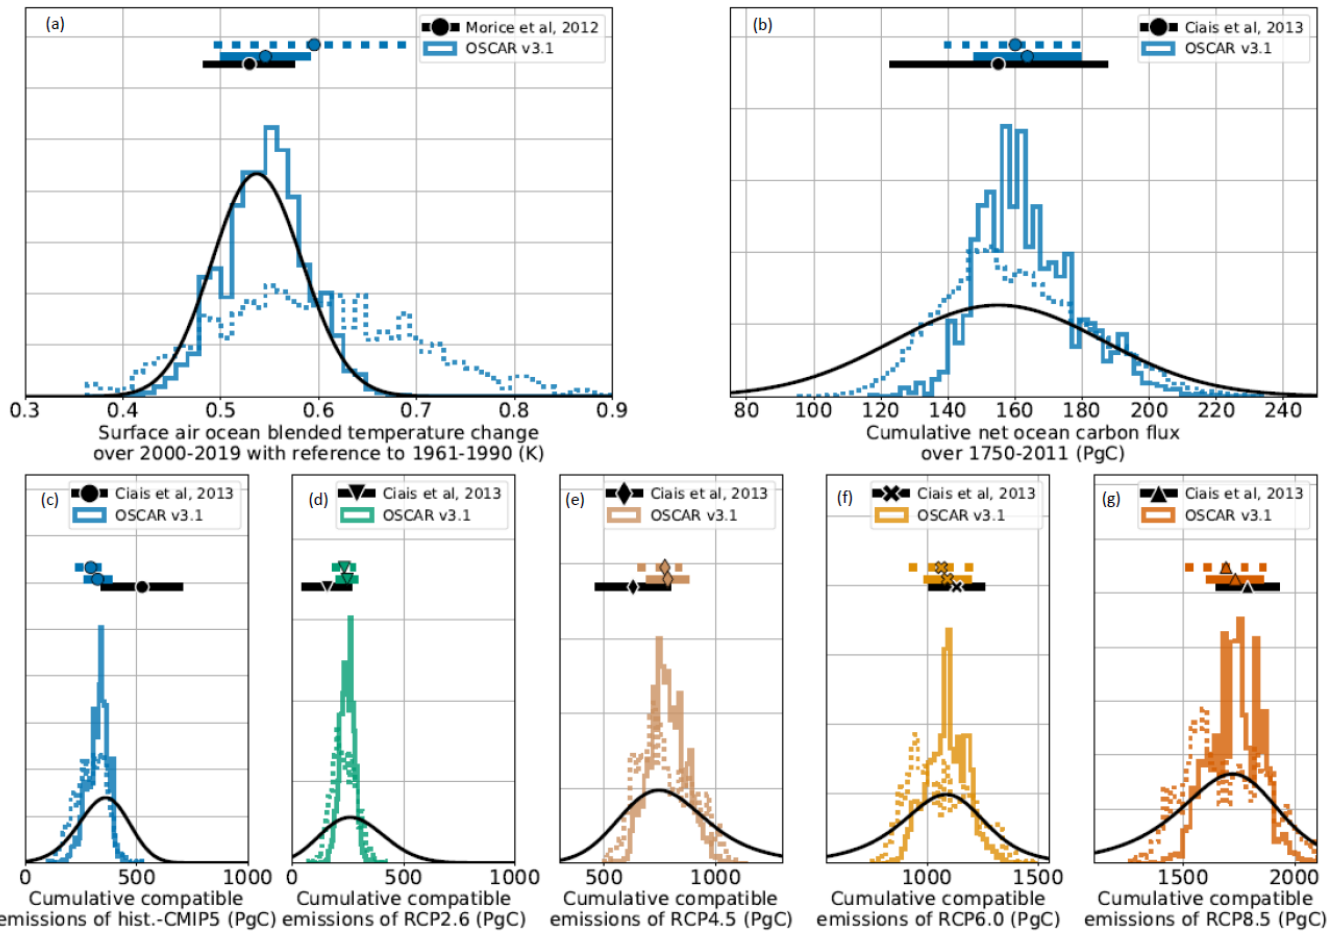 (a)
Morice et al, 2012
OSCAR v3.1
0.3 0.4 0.5 0.6 0.7 0.8 0.9
Surface air ocean blended temperature change
over 2000-2019 with reference to 1961-1990 (K)
(b)
Ciais et al, 2013
OSCAR v3.1
80 100 120 140 160 180 200 220 240
Cumulative net ocean carbon flux
over 1750-2011 (PgC)
(c)
Ciais et al, 2013
OSCAR v3.1
0 500 1000
Cumulative compatible
emissions of hist.-CMIP5 (PgC)
(d)
Ciais et al, 2013
OSCAR v3.1
0 500 1000
Cumulative compatible
emissions of RCP2.6 (PgC)
(e)
Ciais et al, 2013
OSCAR v3.1
500 1000
Cumulative compatible
emissions of RCP4.5 (PgC)
(f)
Ciais et al, 2013
OSCAR v3.1
1000 1500
Cumulative compatible
emissions of RCP6.0 (PgC)
(g)
Ciais et al, 2013
OSCAR v3.1
1500 2000
Cumulative compatible
emissions of RCP8.5 (PgC)